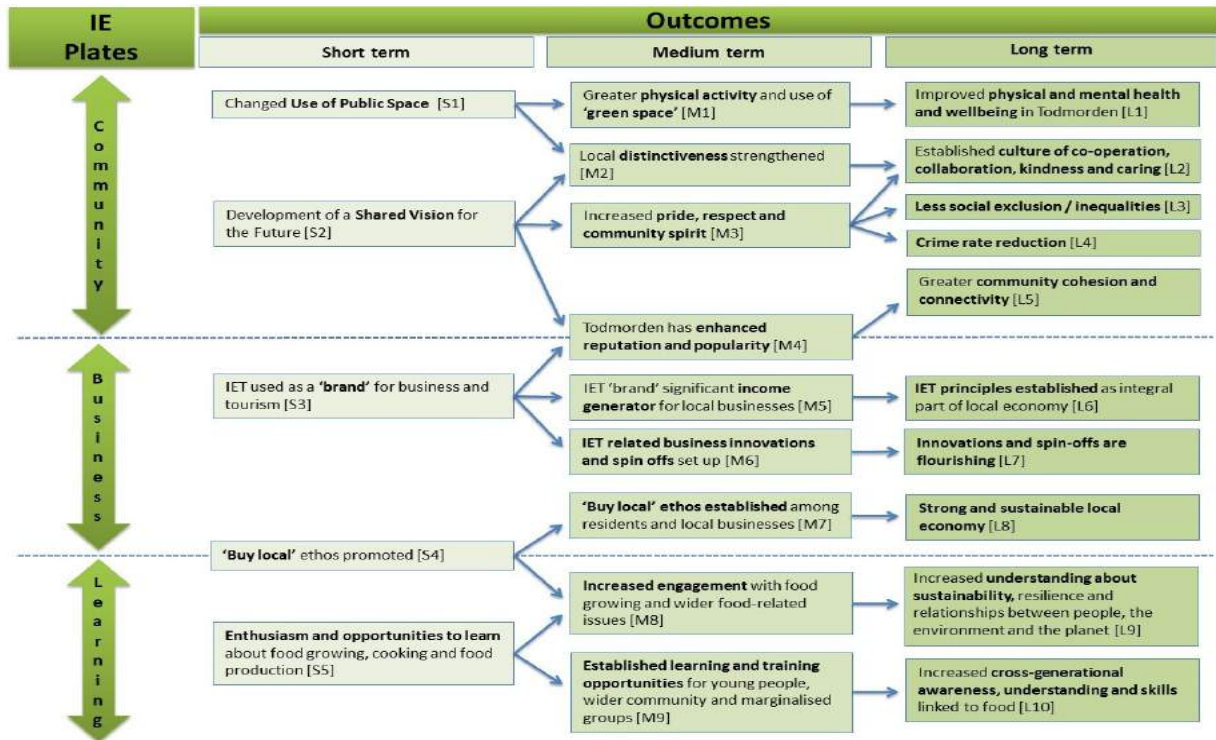 IE
Plates
Outcomes
Short term
Medium term
Long term
Community
Changed Use of Public Space [S1]
Greater physical activity and use of
‘green space’ [M1]
Improved physical and mental health
and wellbeing in Todmorden [L1]
Local distinctiveness strengthened
[M2]
Established culture of co-operation,
collaboration, kindness and caring [L2]
Development of a Shared Vision for
the Future [S2]
Increased pride, respect and
community spirit [M3]
Less social exclusion / inequalities [L3]
Crime rate reduction [L4]
Greater community cohesion and
connectivity [L5]
Todmorden has enhanced
reputation and popularity [M4]
Business
IET used as a ‘brand’ for business and
tourism [S3]
IET ‘brand’ significant income
generator for local businesses [M5]
IET principles established as integral
part of local economy [L6]
IET related business innovations
and spin offs set up [M6]
Innovations and spin-offs are
flourishing [L7]
‘Buy local’ ethos established among
residents and local businesses [M7]
Strong and sustainable local
economy [L8]
‘Buy local’ ethos promoted [S4]
Learning
Increased engagement with food
growing and wider food-related
issues [M8]
Increased understanding about
sustainability, resilience and
relationships between people, the
environment and the planet [L9]
Enthusiasm and opportunities to learn
about food growing, cooking and food
production [S5]
Established learning and training
opportunities for young people,
wider community and marginalised
groups [M9]
Increased cross-generational
awareness, understanding and skills
linked to food [L10]